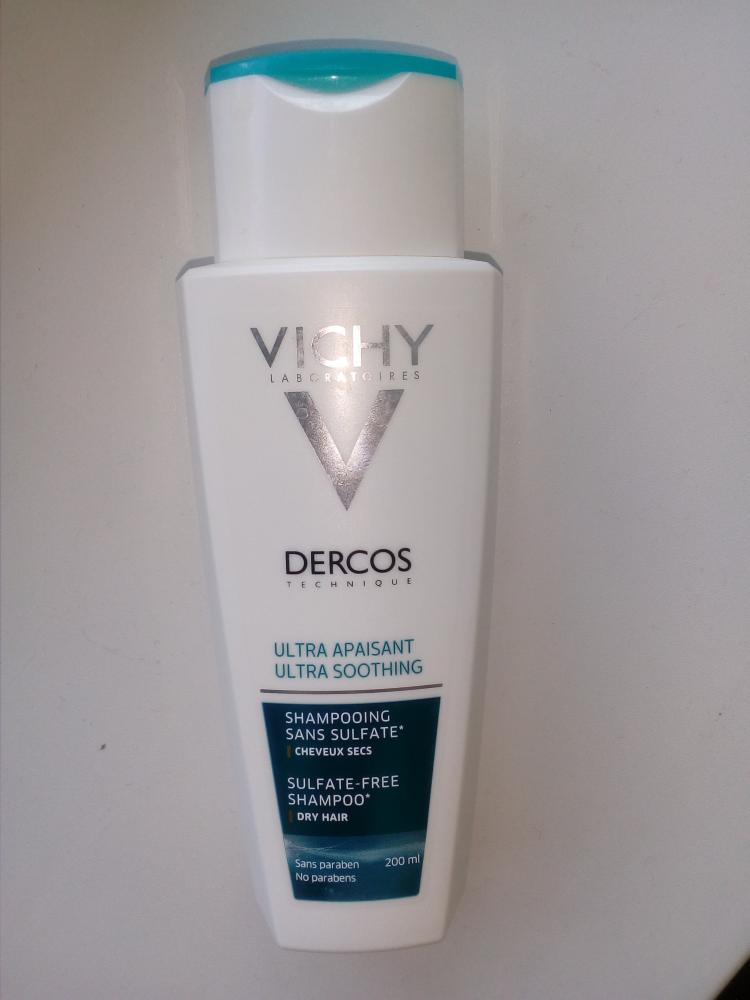 VICHY
LABORATOIRES
V
DERCOS
TECHNIQUE
ULTRA APAISANT
ULTRA SOOTHING
SHAMPOOING
SANS SULFATE*
CHEVEUX SECS
SULFATE-FREE
SHAMPOO*
DRY HAIR
Sans paraben 200 ml
No parabens